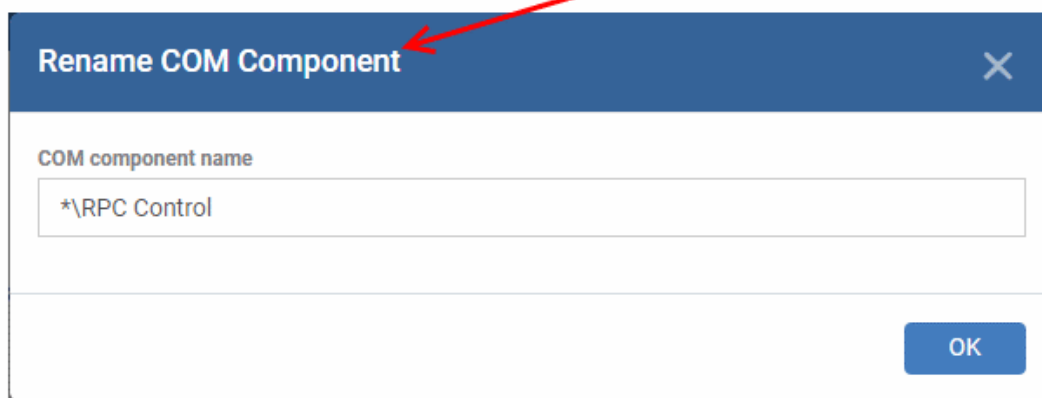 Rename COM Component
COM component name
*\RPC Control
OK